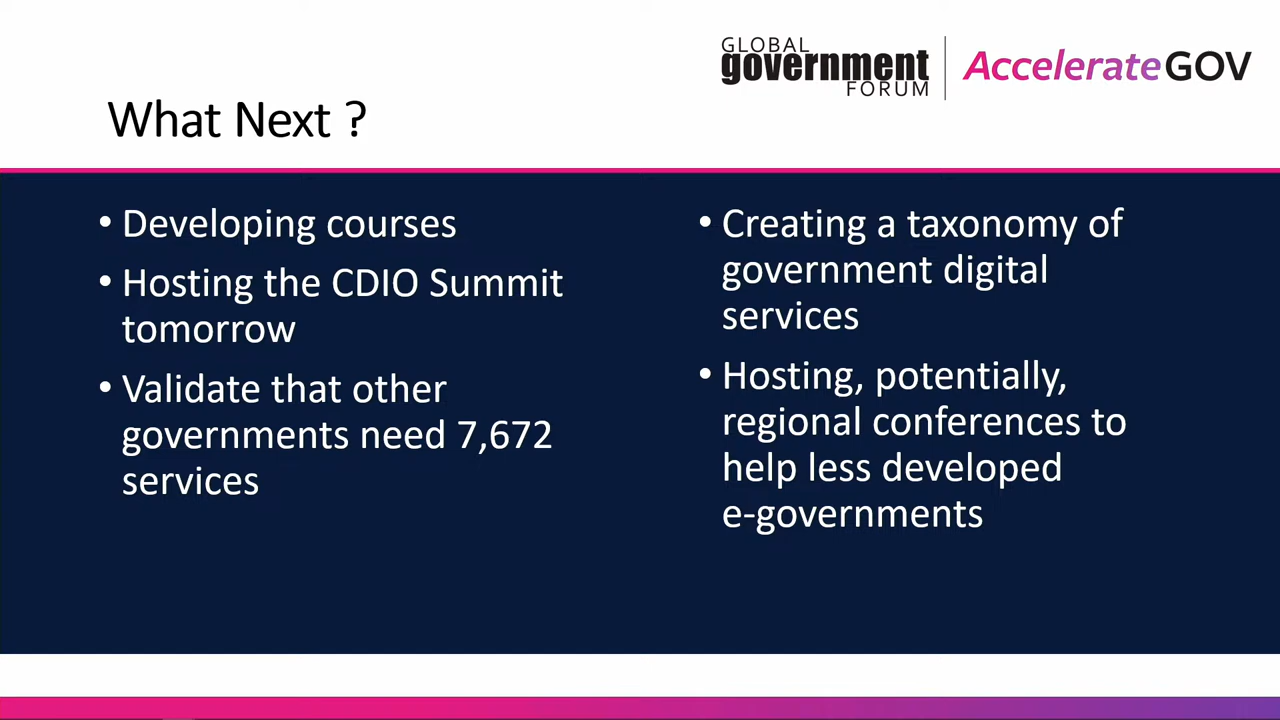 GLOBAL
government
FORUM
AccelerateGOV
What Next ?
• Developing courses
• Hosting the CDIO Summit
tomorrow
• Validate that other
governments need 7,672
services
• Creating a taxonomy of
government digital
services
• Hosting, potentially,
regional conferences to
help less developed
e-governments